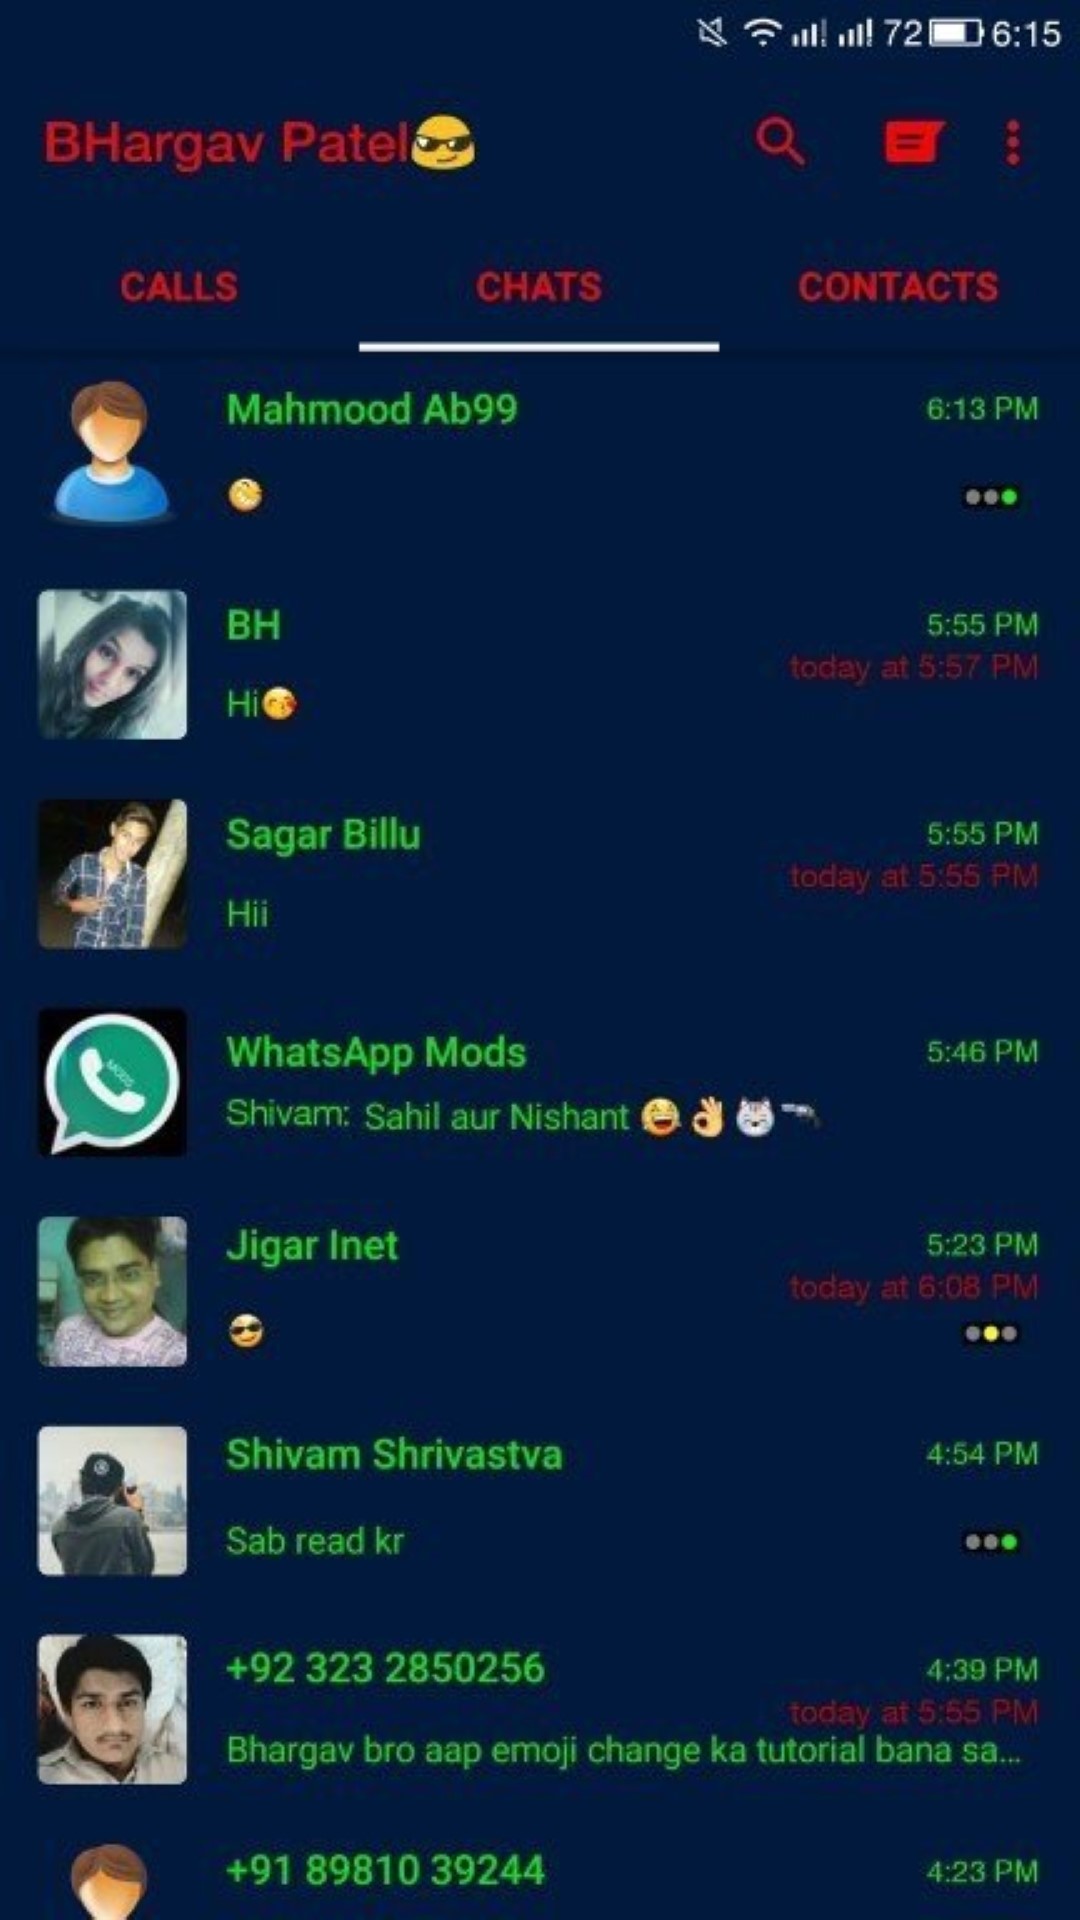 72 6:15
BHargav Patel😎
CALLS CHATS CONTACTS
Mahmood Ab99 6:13 PM
😁
BH 5:55 PM
today at 5:57 PM
Hi😘
Sagar Billu 5:55 PM
today at 5:55 PM
Hii
WhatsApp Mods 5:46 PM
MODS
Shivam: Sahil aur Nishant 😂👌😹🔫
Jigar Inet 5:23 PM
today at 6:08 PM
😎
Shivam Shrivastva 4:54 PM
Sab read kr
+92 323 2850256 4:39 PM
today at 5:55 PM
Bhargav bro aap emoji change ka tutorial bana sa...
+91 89810 39244 4:23 PM